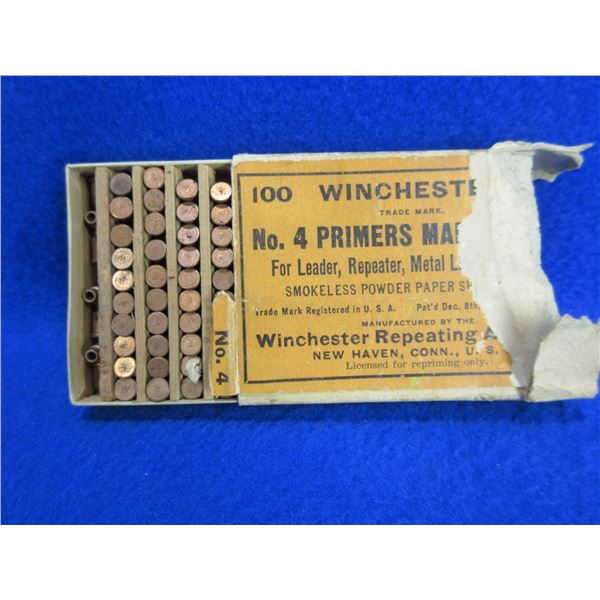 100 WINCHESTE
TRADE MARK.
No. 4 PRIMERS MA
For Leader, Repeater, Metal L
SMOKELESS POWDER PAPER SH
Trade Mark Registered in U. S. A. Pat'd Dec. 8th,
MANUFACTURED BY THE
Winchester Repeating A
NEW HAVEN, CONN., U. S.
Licensed for repriming only.
No. 4